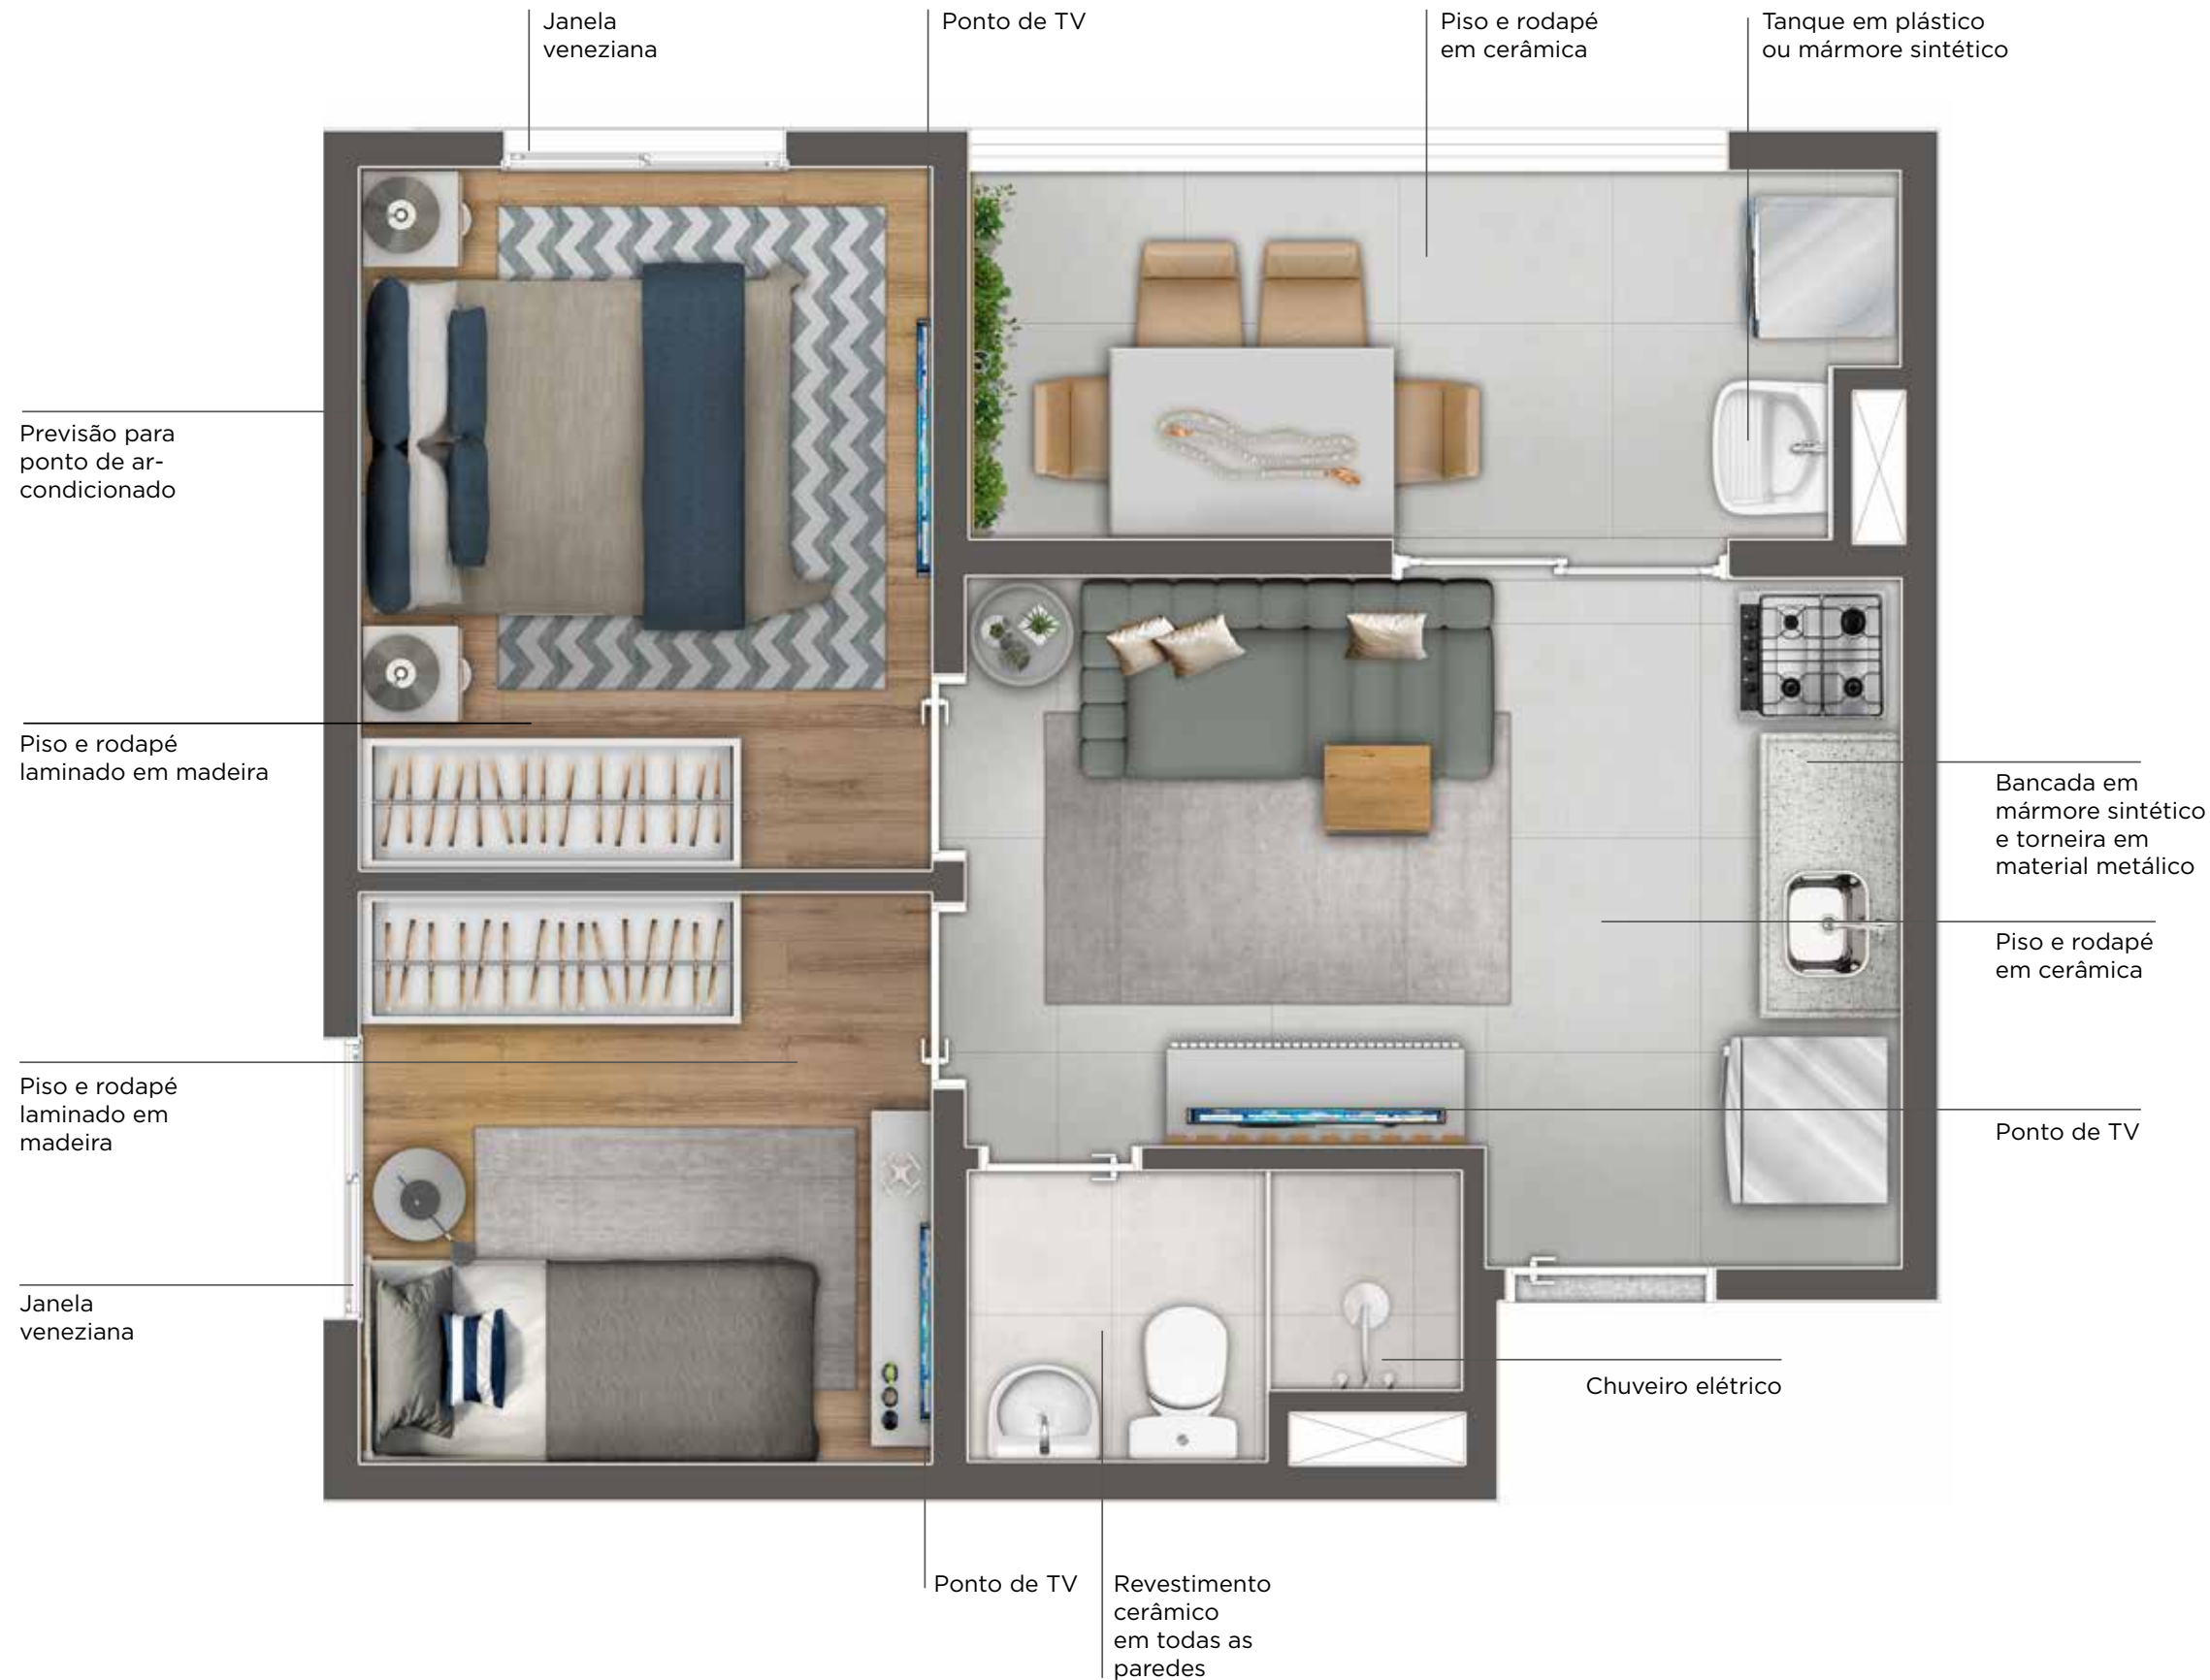 Janela
veneziana
Ponto de TV
Piso e rodapé
em cerâmica
Tanque em plástico
ou mármore sintético
Previsão para
ponto de ar-
condicionado
Piso e rodapé
laminado em madeira
Bancada em
mármore sintético
e torneira em
material metálico
Piso e rodapé
em cerâmica
Piso e rodapé
laminado em
madeira
Ponto de TV
Janela
veneziana
Chuveiro elétrico
Ponto de TV
Revestimento
cerâmico
em todas as
paredes